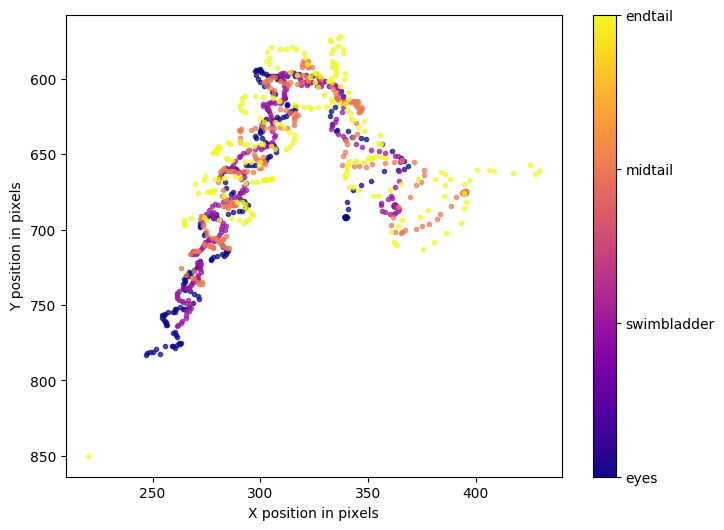 600
650
700
750
800
850
Y position in pixels
250
300
350
400
X position in pixels
endtail
midtail
swimbladder
eyes